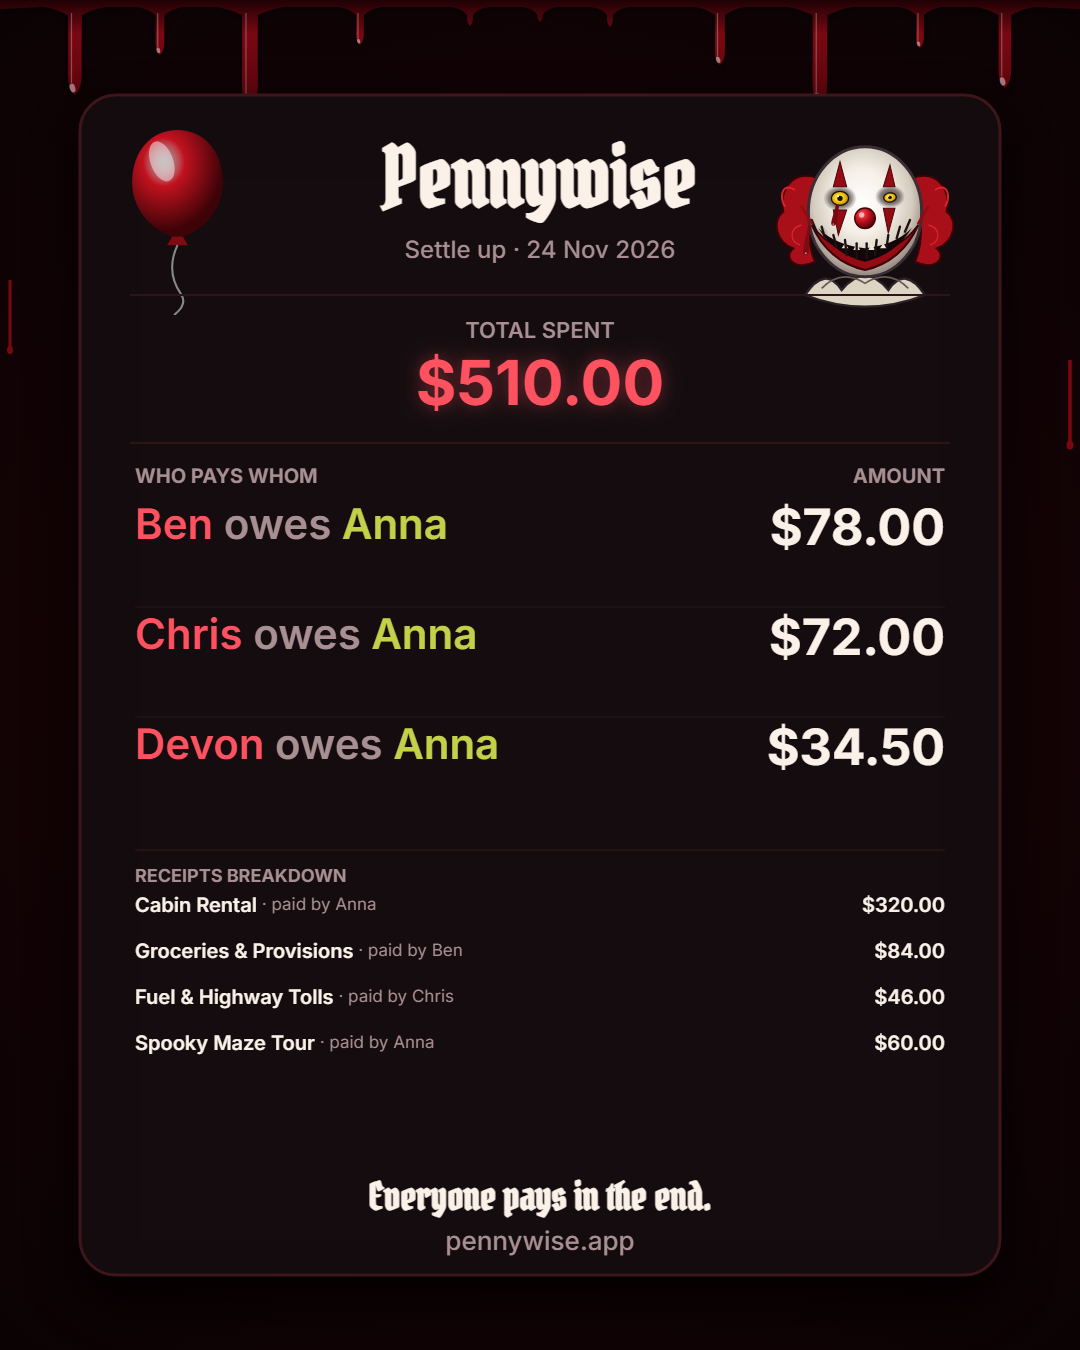 Pennywise
Settle up · 24 Nov 2026
TOTAL SPENT
$510.00
WHO PAYS WHOM AMOUNT
Ben owes Anna $78.00
Chris owes Anna $72.00
Devon owes Anna $34.50
RECEIPTS BREAKDOWN
Cabin Rental · paid by Anna $320.00
Groceries & Provisions · paid by Ben $84.00
Fuel & Highway Tolls · paid by Chris $46.00
Spooky Maze Tour · paid by Anna $60.00
Everyone pays in the end.
pennywise.app